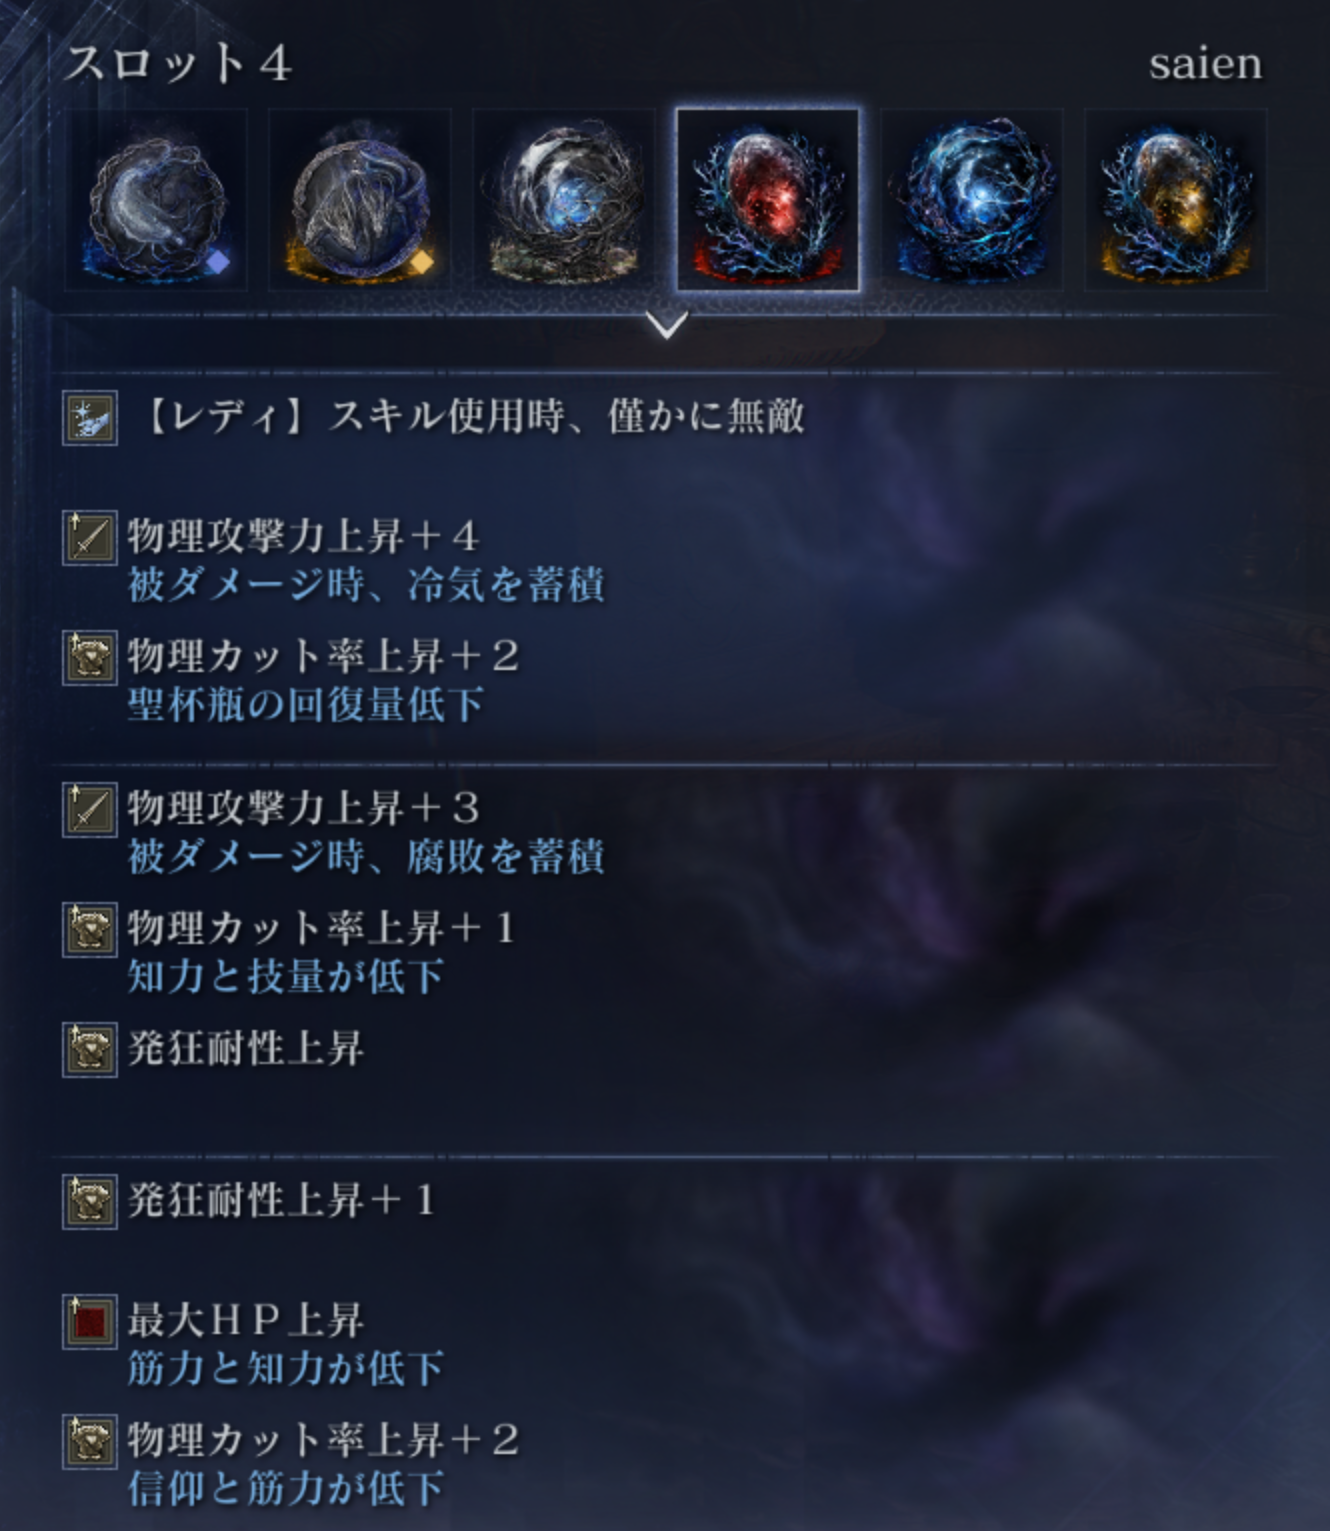 スロット４
saien
【レディ】スキル使用時、僅かに無敵
物理攻撃力上昇＋４
被ダメージ時、冷気を蓄積
物理カット率上昇＋２
聖杯瓶の回復量低下
物理攻撃力上昇＋３
被ダメージ時、腐敗を蓄積
物理カット率上昇＋１
知力と技量が低下
発狂耐性上昇
発狂耐性上昇＋１
最大ＨＰ上昇
筋力と知力が低下
物理カット率上昇＋２
信仰と筋力が低下